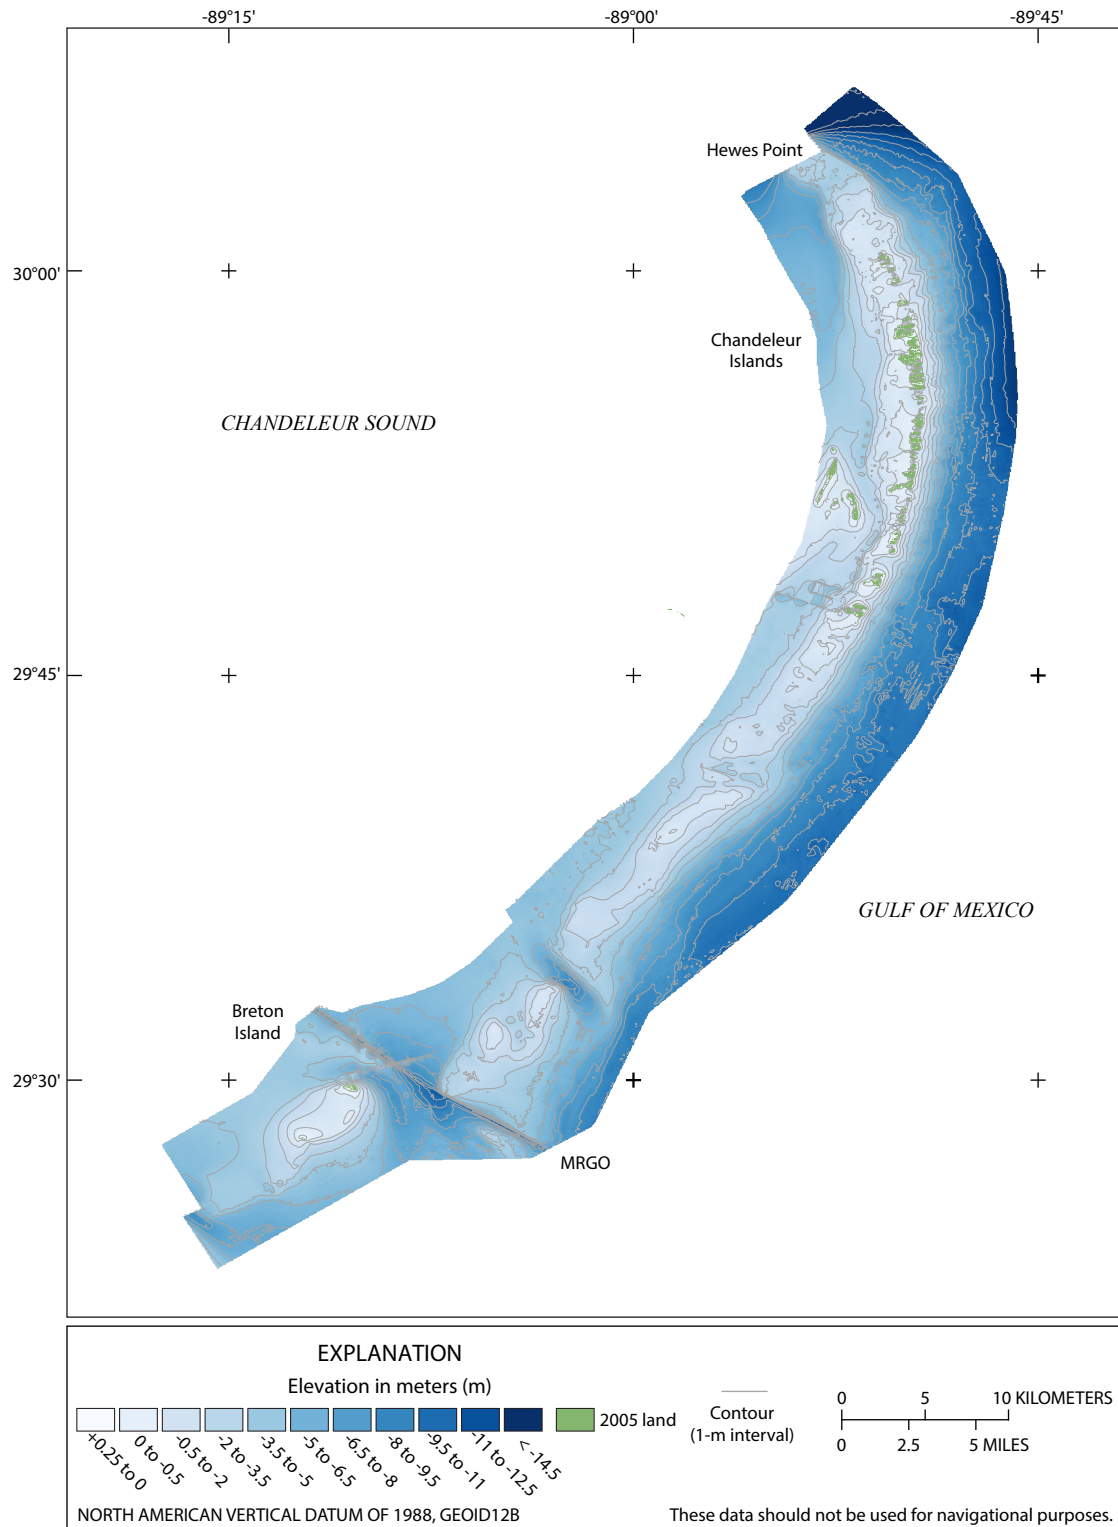 -89°15'
-89°00'
-89°45'
Hewes Point
30°00'
Chandeleur
Islands
CHANDELEUR SOUND
29°45'
GULF OF MEXICO
Breton
Island
29°30'
MRGO
EXPLANATION
Elevation in meters (m)
+0.25 to 0
0 to -0.5
-0.5 to -2
-2 to -3.5
-3.5 to -5
-5 to -6.5
-6.5 to -8
-8 to -9.5
-9.5 to -11
-11 to -12.5
< -14.5
2005 land
Contour
(1-m interval)
0 5 10 KILOMETERS
0 2.5 5 MILES
NORTH AMERICAN VERTICAL DATUM OF 1988, GEOID12B
These data should not be used for navigational purposes.